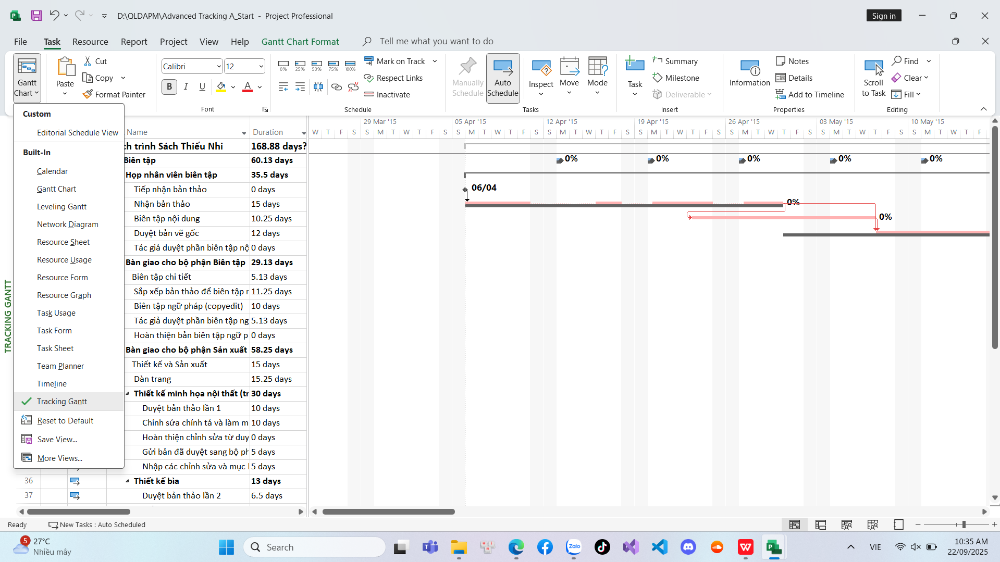 D:\QLDAPM\Advanced Tracking A_Start - Project Professional
Sign in
File Task Resource Report Project View Help Gantt Chart Format Tell me what you want to do
Gantt Chart
Paste
Cut
Copy
Format Painter
Calibri 12
B I U A
Font
0% 25% 50% 75% 100%
Mark on Track
Respect Links
Inactivate
Schedule
Manually Schedule
Auto Schedule
Inspect
Move
Mode
Tasks
Task
Summary
Milestone
Deliverable
Insert
Information
Notes
Details
Add to Timeline
Properties
Scroll to Task
Find
Clear
Fill
Editing
Custom
Editorial Schedule View
Built-In
Calendar
Gantt Chart
Leveling Gantt
Network Diagram
Resource Sheet
Resource Usage
Resource Form
Resource Graph
Task Usage
Task Form
Task Sheet
Team Planner
Timeline
Tracking Gantt
Reset to Default
Save View...
More Views...
TRACKING GANTT
Name Duration
ch trình Sách Thiếu Nhi 168.88 days?
Biên tập 60.13 days
Họp nhân viên biên tập 35.5 days
Tiếp nhận bản thảo 0 days
Nhận bản thảo 15 days
Biên tập nội dung 10.25 days
Duyệt bản vẽ gốc 12 days
Tác giả duyệt phần biên tập nộ 0 days
Bàn giao cho bộ phận Biên tập 29.13 days
Biên tập chi tiết 5.13 days
Sắp xếp bản thảo để biên tập n 11.25 days
Biên tập ngữ pháp (copyedit) 10 days
Tác giả duyệt phần biên tập ng 5.13 days
Hoàn thiện bản biên tập ngữ p 0 days
Bàn giao cho bộ phận Sản xuất 58.25 days
Thiết kế và Sản xuất 15 days
Dàn trang 15.25 days
Thiết kế minh họa nội thất (tr 30 days
Duyệt bản thảo lần 1 10 days
Chỉnh sửa chính tả và làm m 10 days
Hoàn thiện chỉnh sửa từ duy 0 days
Gửi bản đã duyệt sang bộ ph 5 days
Nhập các chỉnh sửa và mục l 5 days
36 Thiết kế bìa 13 days
37 Duyệt bản thảo lần 2 6.5 days
29 Mar '15 05 Apr '15 12 Apr '15 19 Apr '15 26 Apr '15 03 May '15 10 May '15
W T F S S M T W T F S S M T W T F S S M T W T F S S M T W T F S S M T W T F S S M T W T F S S M T W T F
0% 0% 0% 0% 0%
06/04
0%
0%
Ready New Tasks : Auto Scheduled
5
27°C
Nhiều mây
Search
Zalo
VIE
10:35 AM
22/09/2025